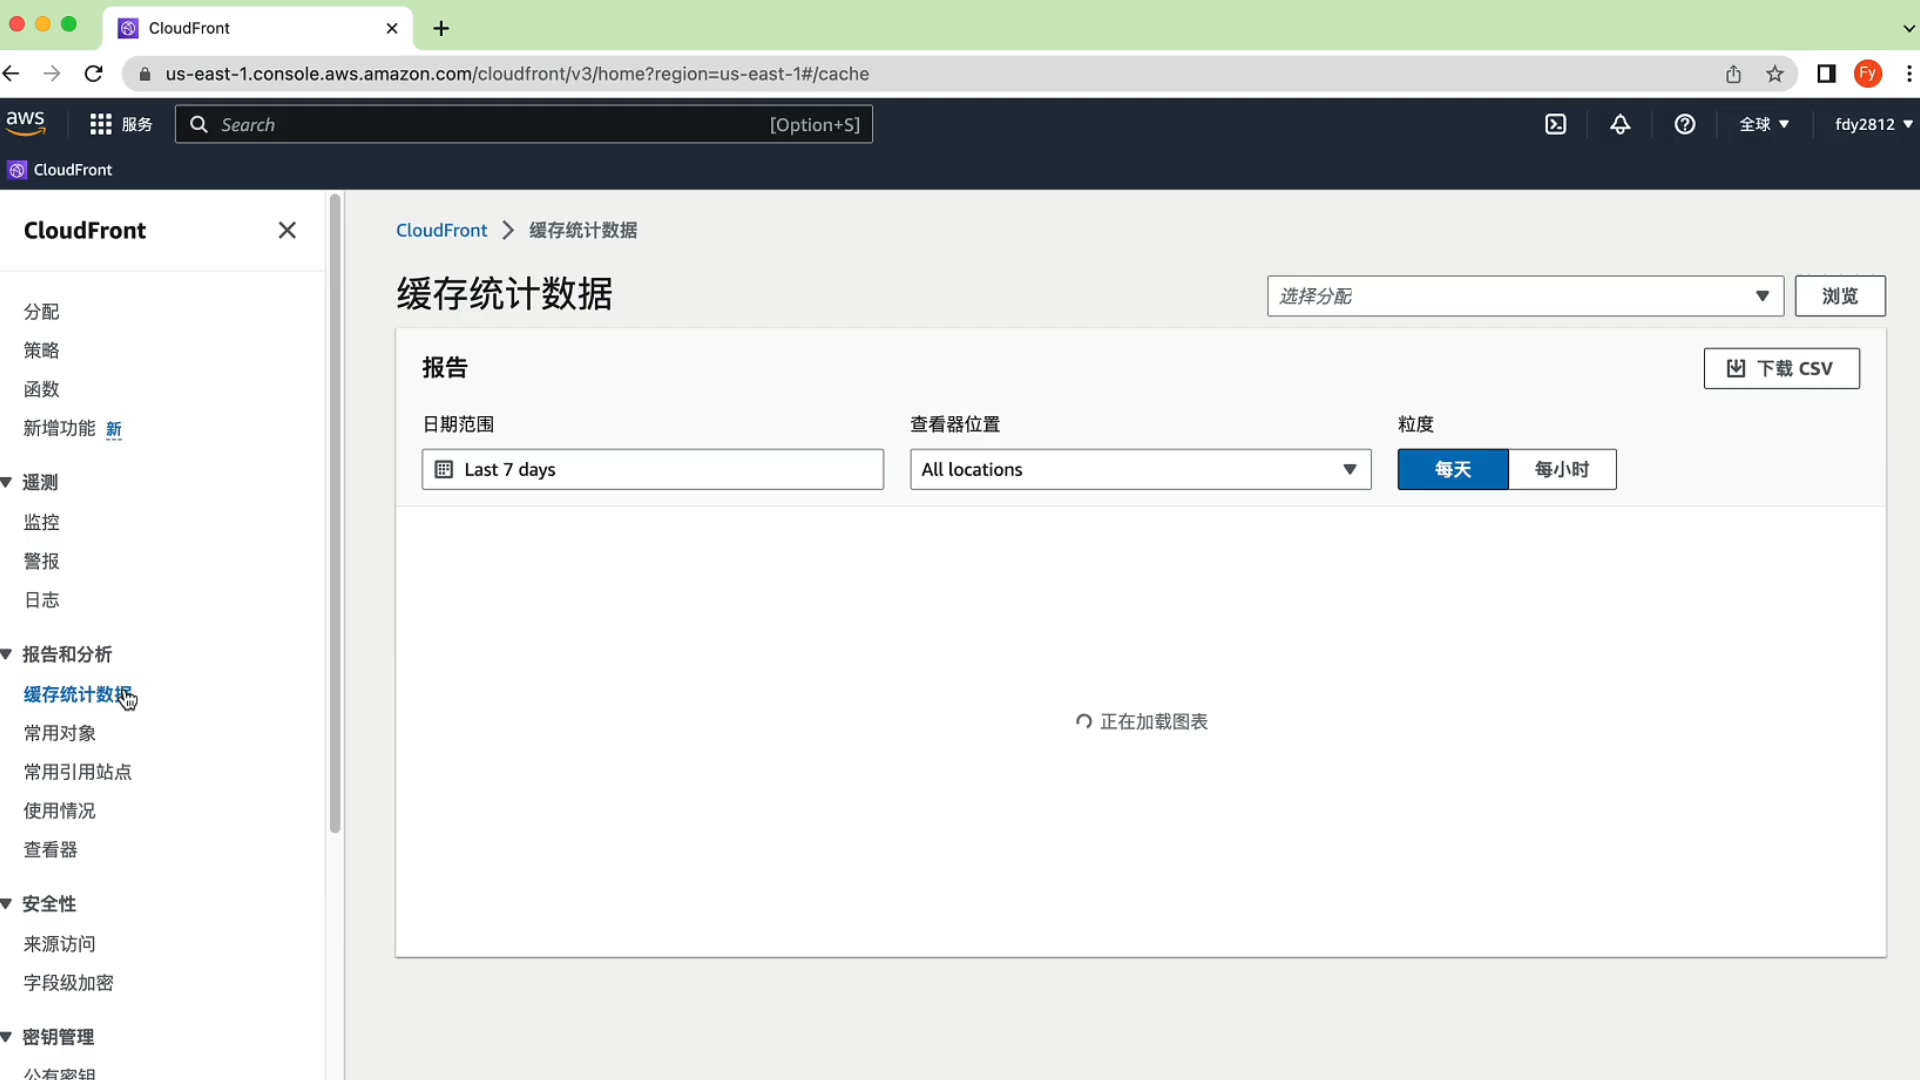 CloudFront
us-east-1.console.aws.amazon.com/cloudfront/v3/home?region=us-east-1#/cache
Fy
aws
服务
Search
[Option+S]
全球
fdy2812
CloudFront
CloudFront
分配
策略
函数
新增功能 新
遥测
监控
警报
日志
报告和分析
缓存统计数据
常用对象
常用引用站点
使用情况
查看器
安全性
来源访问
字段级加密
密钥管理
公有密钥
CloudFront
缓存统计数据
缓存统计数据
选择分配
浏览
报告
下载 CSV
日期范围
查看器位置
粒度
Last 7 days
All locations
每天
每小时
正在加载图表